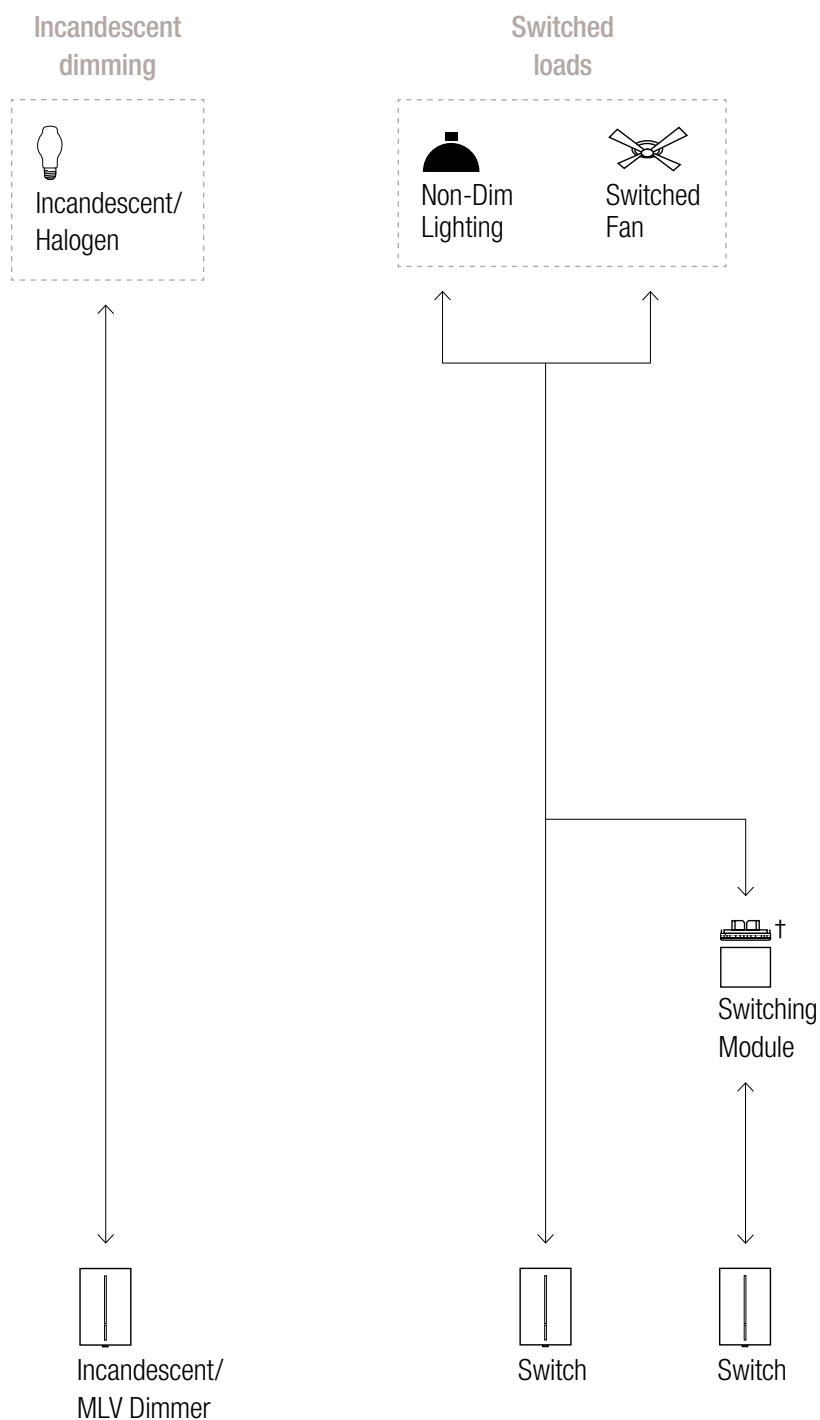 Incandescent
dimming
Switched
loads
Incandescent/
Halogen
Non-Dim
Lighting
Switched
Fan
†
Switching
Module
Incandescent/
MLV Dimmer
Switch
Switch